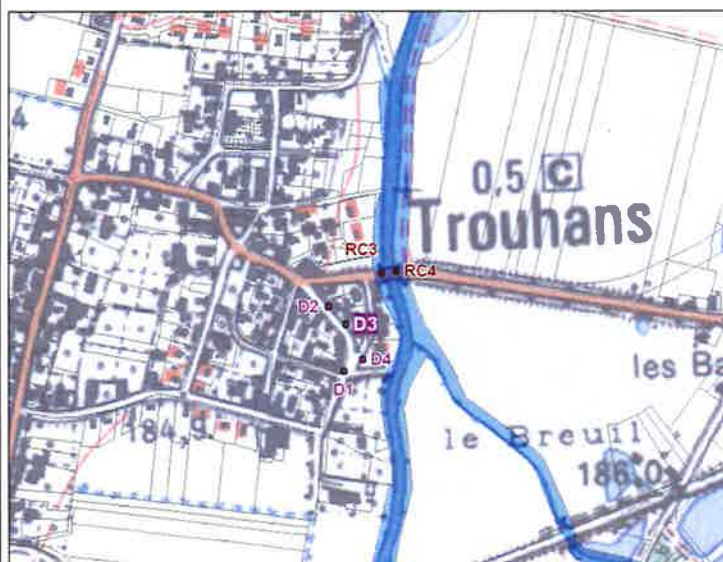 0,5 C
Trouhans
RC3
RC4
D2
D3
D4
D1
les Ba
184,9
le Breuil
186.0